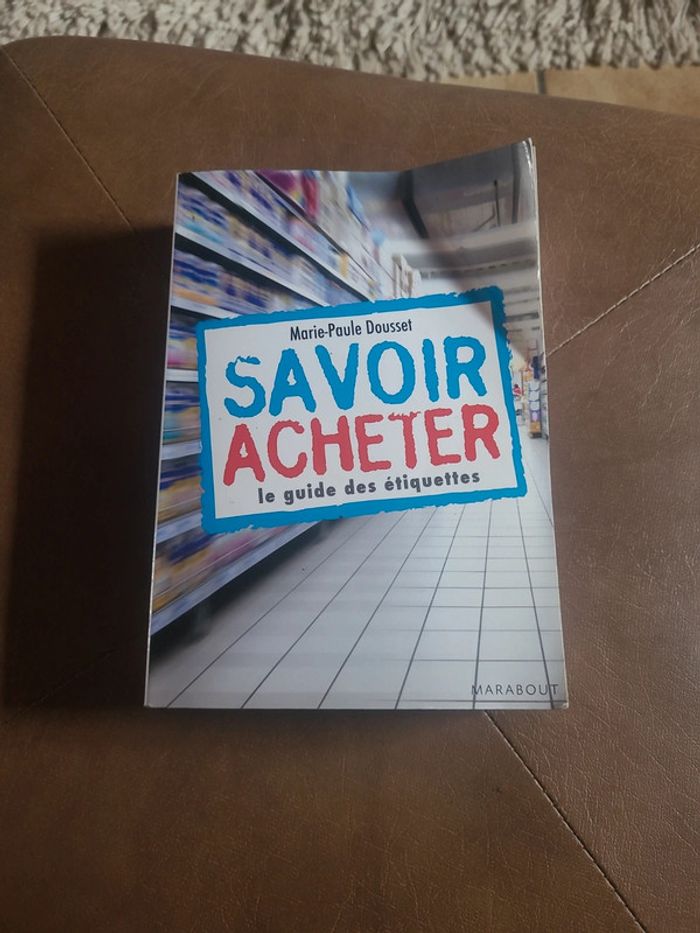 Marie-Paule Dousset
SAVOIR
ACHETER
le guide des étiquettes
MARABOUT